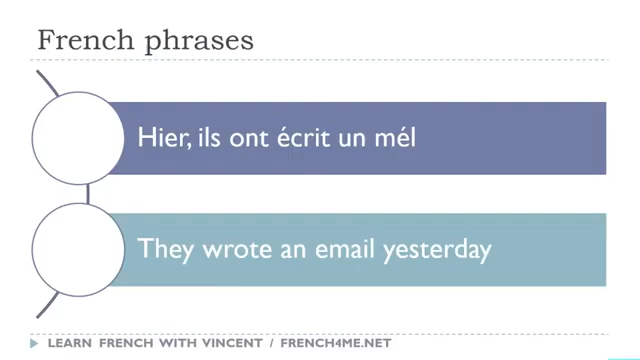 French phrases
Hier, ils ont écrit un mél
They wrote an email yesterday
LEARN FRENCH WITH VINCENT / FRENCH4ME.NET